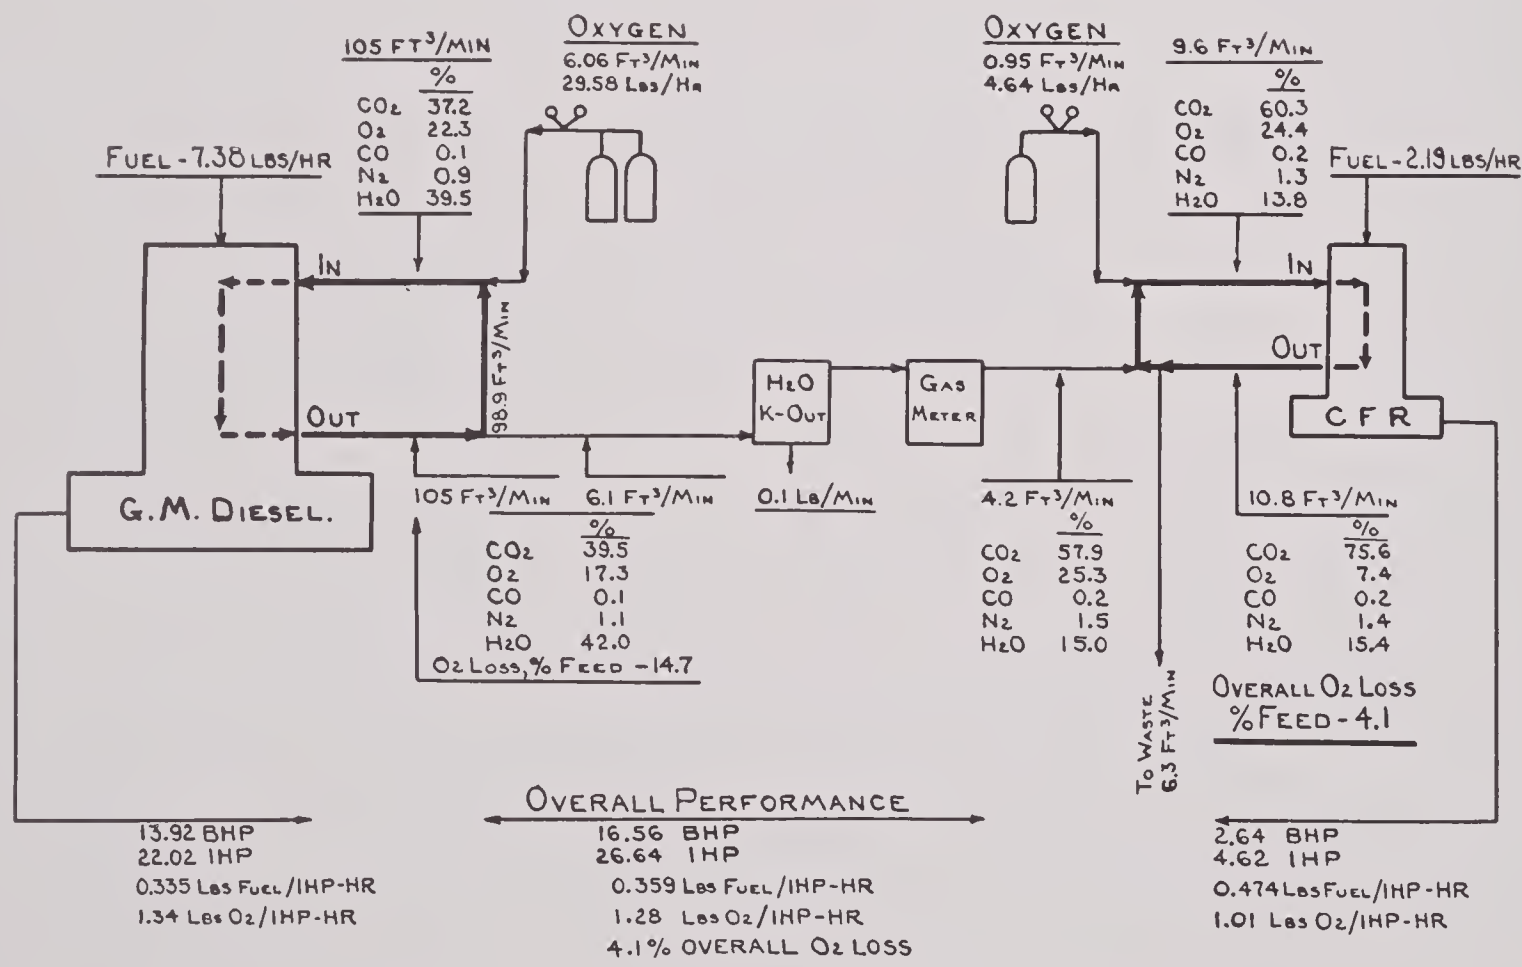 105 FT³/MIN
%
CO2 37.2
O2 22.3
CO 0.1
N2 0.9
H2O 39.5
OXYGEN
6.06 FT³/MIN
29.58 LBS/HR
OXYGEN
0.95 FT³/MIN
4.64 LBS/HR
9.6 FT³/MIN
%
CO2 60.3
O2 24.4
CO 0.2
N2 1.3
H2O 13.8
FUEL - 7.38 LBS/HR
FUEL - 2.19 LBS/HR
IN
OUT
98.9 FT³/MIN
G.M. DIESEL.
H2O
K-OUT
GAS
METER
IN
OUT
CFR
105 FT³/MIN
6.1 FT³/MIN
%
CO2 39.5
O2 17.3
CO 0.1
N2 1.1
H2O 42.0
O2 LOSS, % FEED - 14.7
0.1 LB/MIN
4.2 FT³/MIN
%
CO2 57.9
O2 25.3
CO 0.2
N2 1.5
H2O 15.0
10.8 FT³/MIN
%
CO2 75.6
O2 7.4
CO 0.2
N2 1.4
H2O 15.4
TO WASTE
6.3 FT³/MIN
OVERALL O2 LOSS
% FEED - 4.1
13.92 BHP
22.02 IHP
0.335 LBS FUEL/IHP-HR
1.34 LBS O2/IHP-HR
OVERALL PERFORMANCE
16.56 BHP
26.64 IHP
0.359 LBS FUEL/IHP-HR
1.28 LBS O2/IHP-HR
4.1% OVERALL O2 LOSS
2.64 BHP
4.62 IHP
0.474 LBS FUEL/IHP-HR
1.01 LBS O2/IHP-HR